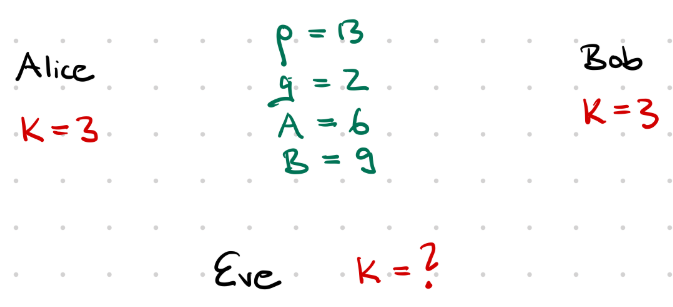 p = 13
Alice
Bob
g = 2
K = 3
K = 3
A = 6
B = 9
Eve K = ?